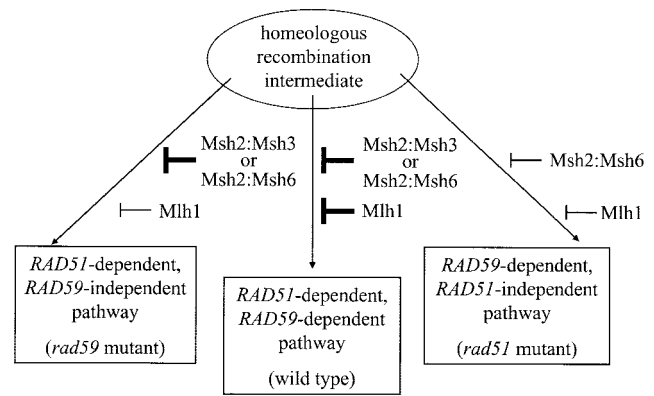 homeologous
recombination
intermediate
Msh2:Msh3
or
Msh2:Msh6
Mlh1
Msh2:Msh3
or
Msh2:Msh6
Mlh1
Msh2:Msh6
Mlh1
RAD51-dependent,
RAD59-independent
pathway
(rad59 mutant)
RAD51-dependent,
RAD59-dependent
pathway
(wild type)
RAD59-dependent,
RAD51-independent
pathway
(rad51 mutant)